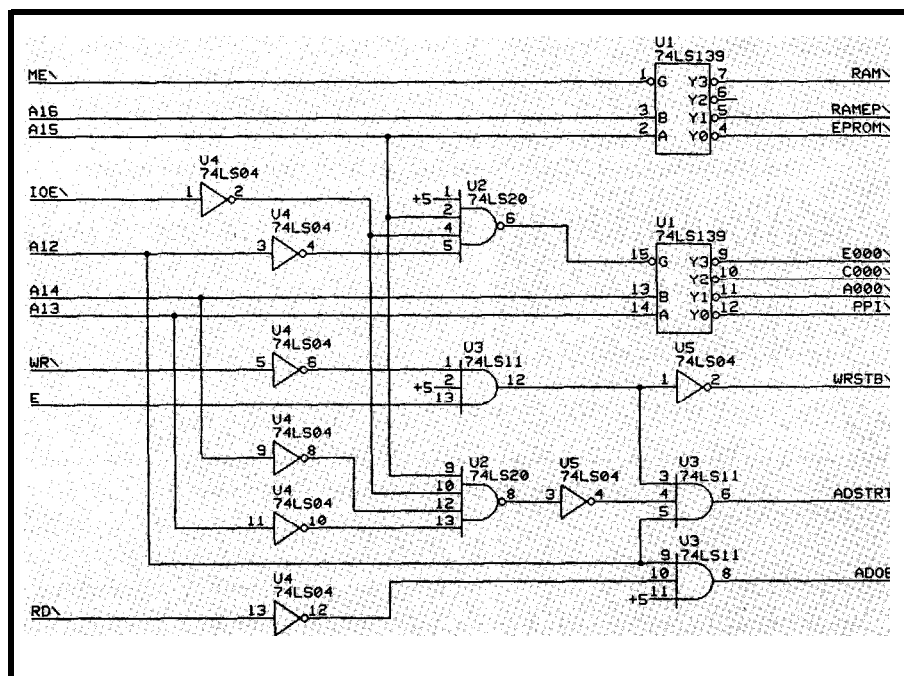 U1
74LS139
ME\ 1 G Y3 7 RAM\
Y2 6
A16 3 B Y1 5 RAMEP\
A15 2 A Y0 4 EPROM\
U4
74LS04
IOE\ 1 2
U2
74LS20
+5 1
2 6
4
5
U4
74LS04
A12 3 4
U1
74LS139
15 G Y3 9 E000\
Y2 10 C000\
A14 13 B Y1 11 A000\
A13 14 A Y0 12 PPI\
U4
74LS04
WR\ 5 6
U3
74LS11
1 12
+5 2
E 13
U5
74LS04
1 2 WRSTB\
U4
74LS04
9 8
U2
74LS20
9
10 8
12
13
U5
74LS04
3 4
U3
74LS11
3
4 6 ADSTRT
5
U4
74LS04
11 10
U3
74LS11
9
10 8 ADOE
+5 11
U4
74LS04
RD\ 13 12